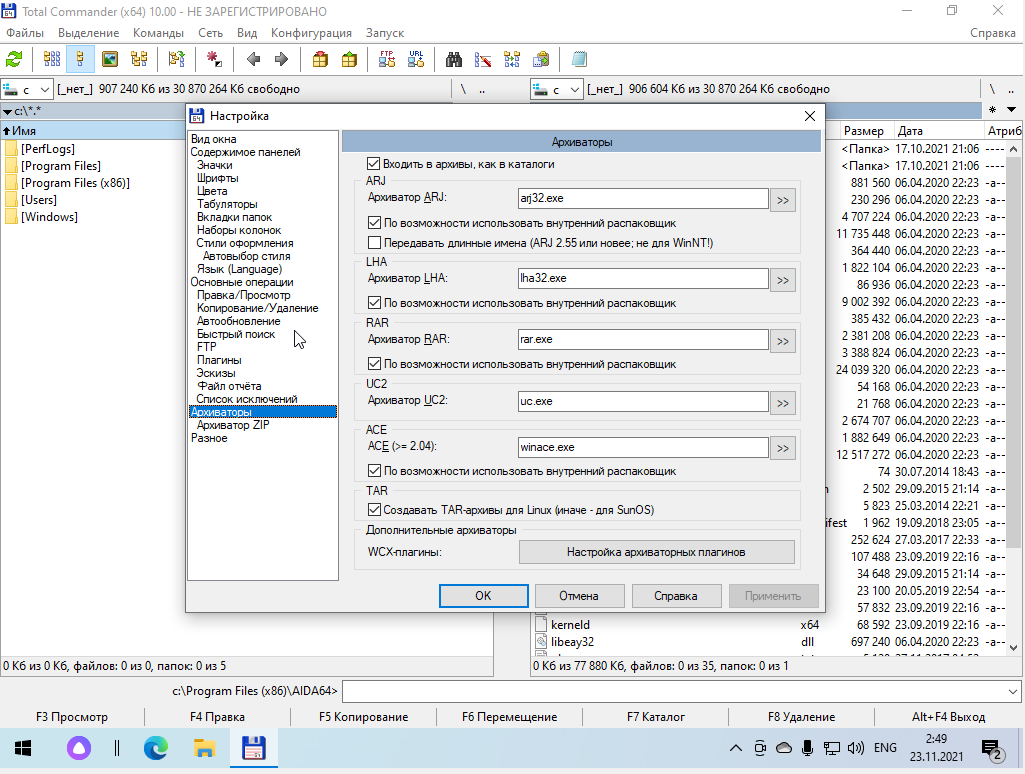 Total Commander (x64) 10.00 - НЕ ЗАРЕГИСТРИРОВАНО
Файлы Выделение Команды Сеть Вид Конфигурация Запуск Справка
FTP URL
c [_нет_] 907 240 Кб из 30 870 264 Кб свободно \ ..
c [_нет_] 906 604 Кб из 30 870 264 Кб свободно \ ..
c:\*.*
Имя
[PerfLogs]
[Program Files]
[Program Files (x86)]
[Users]
[Windows]
0 Кб из 0 Кб, файлов: 0 из 0, папок: 0 из 5
Настройка
Вид окна
Содержимое панелей
Значки
Шрифты
Цвета
Табуляторы
Вкладки папок
Наборы колонок
Стили оформления
Автовыбор стиля
Язык (Language)
Основные операции
Правка/Просмотр
Копирование/Удаление
Автообновление
Быстрый поиск
FTP
Плагины
Эскизы
Файл отчёта
Список исключений
Архиваторы
Архиватор ZIP
Разное
Архиваторы
Входить в архивы, как в каталоги
ARJ
Архиватор ARJ: arj32.exe >>
По возможности использовать внутренний распаковщик
Передавать длинные имена (ARJ 2.55 или новее; не для WinNT!)
LHA
Архиватор LHA: lha32.exe >>
По возможности использовать внутренний распаковщик
RAR
Архиватор RAR: rar.exe >>
По возможности использовать внутренний распаковщик
UC2
Архиватор UC2: uc.exe >>
ACE
ACE (>= 2.04): winace.exe >>
По возможности использовать внутренний распаковщик
TAR
Создавать TAR-архивы для Linux (иначе - для SunOS)
Дополнительные архиваторы
WCX-плагины: Настройка архиваторных плагинов
OK Отмена Справка Применить
Размер Дата Атриб
<Папка> 17.10.2021 21:06 ----
<Папка> 17.10.2021 21:06 ----
881 560 06.04.2020 22:23 -a--
230 296 06.04.2020 22:23 -a--
4 707 224 06.04.2020 22:23 -a--
11 735 448 06.04.2020 22:23 -a--
364 440 06.04.2020 22:23 -a--
1 822 104 06.04.2020 22:23 -a--
86 936 06.04.2020 22:23 -a--
9 002 392 06.04.2020 22:23 -a--
385 432 06.04.2020 22:23 -a--
2 381 208 06.04.2020 22:23 -a--
3 388 824 06.04.2020 22:23 -a--
24 039 320 06.04.2020 22:23 -a--
54 168 06.04.2020 22:23 -a--
21 768 06.04.2020 22:23 -a--
2 674 707 06.04.2020 22:23 -a--
1 882 649 06.04.2020 22:23 -a--
12 517 272 06.04.2020 22:23 -a--
74 30.07.2014 18:43 -a--
2 502 29.09.2015 21:14 -a--
5 823 25.03.2014 22:21 -a--
ifest 1 962 19.09.2018 23:05 -a--
252 624 27.03.2017 22:33 -a--
107 488 23.09.2019 22:16 -a--
34 648 29.09.2015 21:14 -a--
23 100 20.05.2019 22:54 -a--
57 832 23.09.2019 22:16 -a--
kerneld x64 68 592 23.09.2019 22:16 -a--
libeay32 dll 697 240 06.04.2020 22:23 -a--
0 Кб из 77 880 Кб, файлов: 0 из 35, папок: 0 из 1
c:\Program Files (x86)\AIDA64>
F3 Просмотр F4 Правка F5 Копирование F6 Перемещение F7 Каталог F8 Удаление Alt+F4 Выход
ENG 2:49
23.11.2021 2